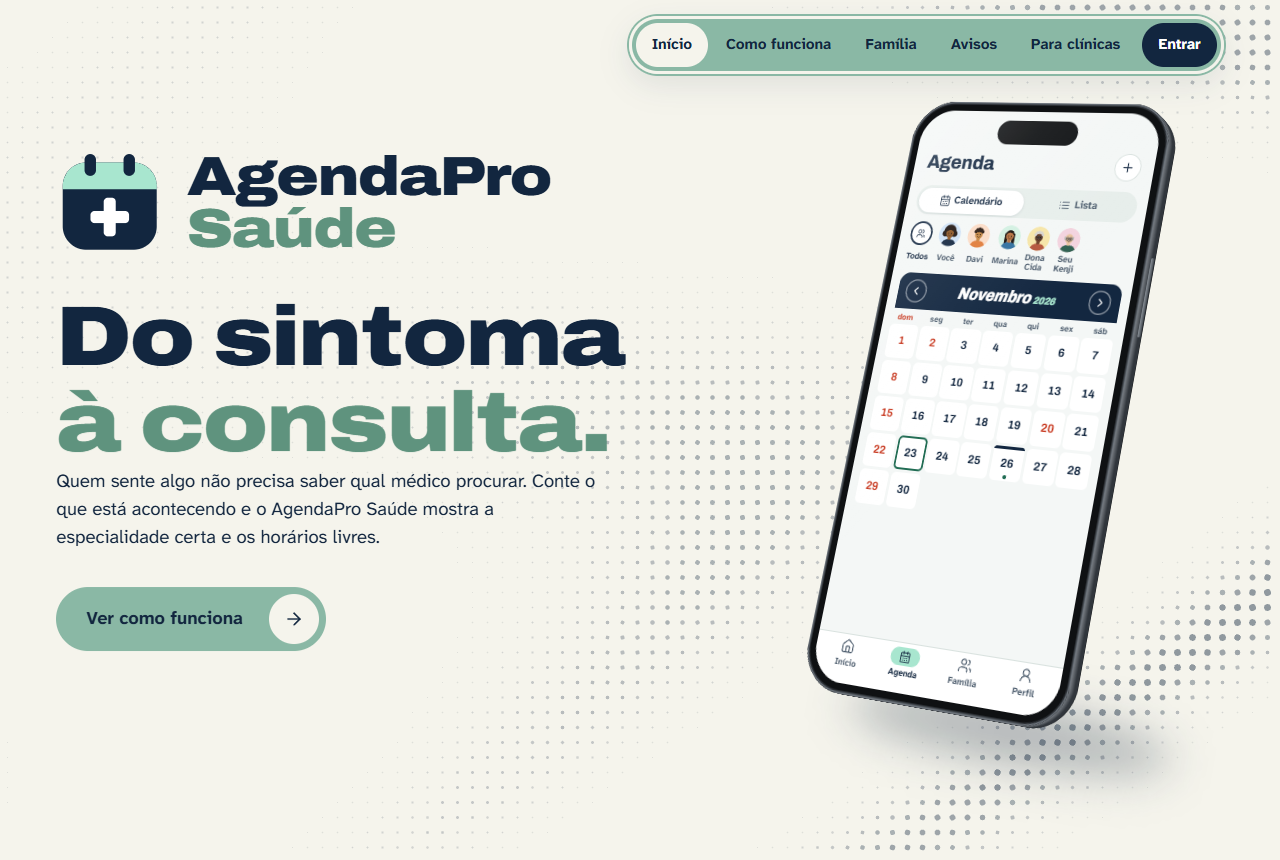 Início Como funciona Família Avisos Para clínicas Entrar
AgendaPro
Saúde
Do sintoma
à consulta.
Quem sente algo não precisa saber qual médico procurar. Conte o
que está acontecendo e o AgendaPro Saúde mostra a
especialidade certa e os horários livres.
Ver como funciona
Agenda
Calendário Lista
Todos Você Davi Marina Dona Cida Seu Kenji
Novembro 2026
dom seg ter qua qui sex sáb
1 2 3 4 5 6 7
8 9 10 11 12 13 14
15 16 17 18 19 20 21
22 23 24 25 26 27 28
29 30
Início Agenda Família Perfil